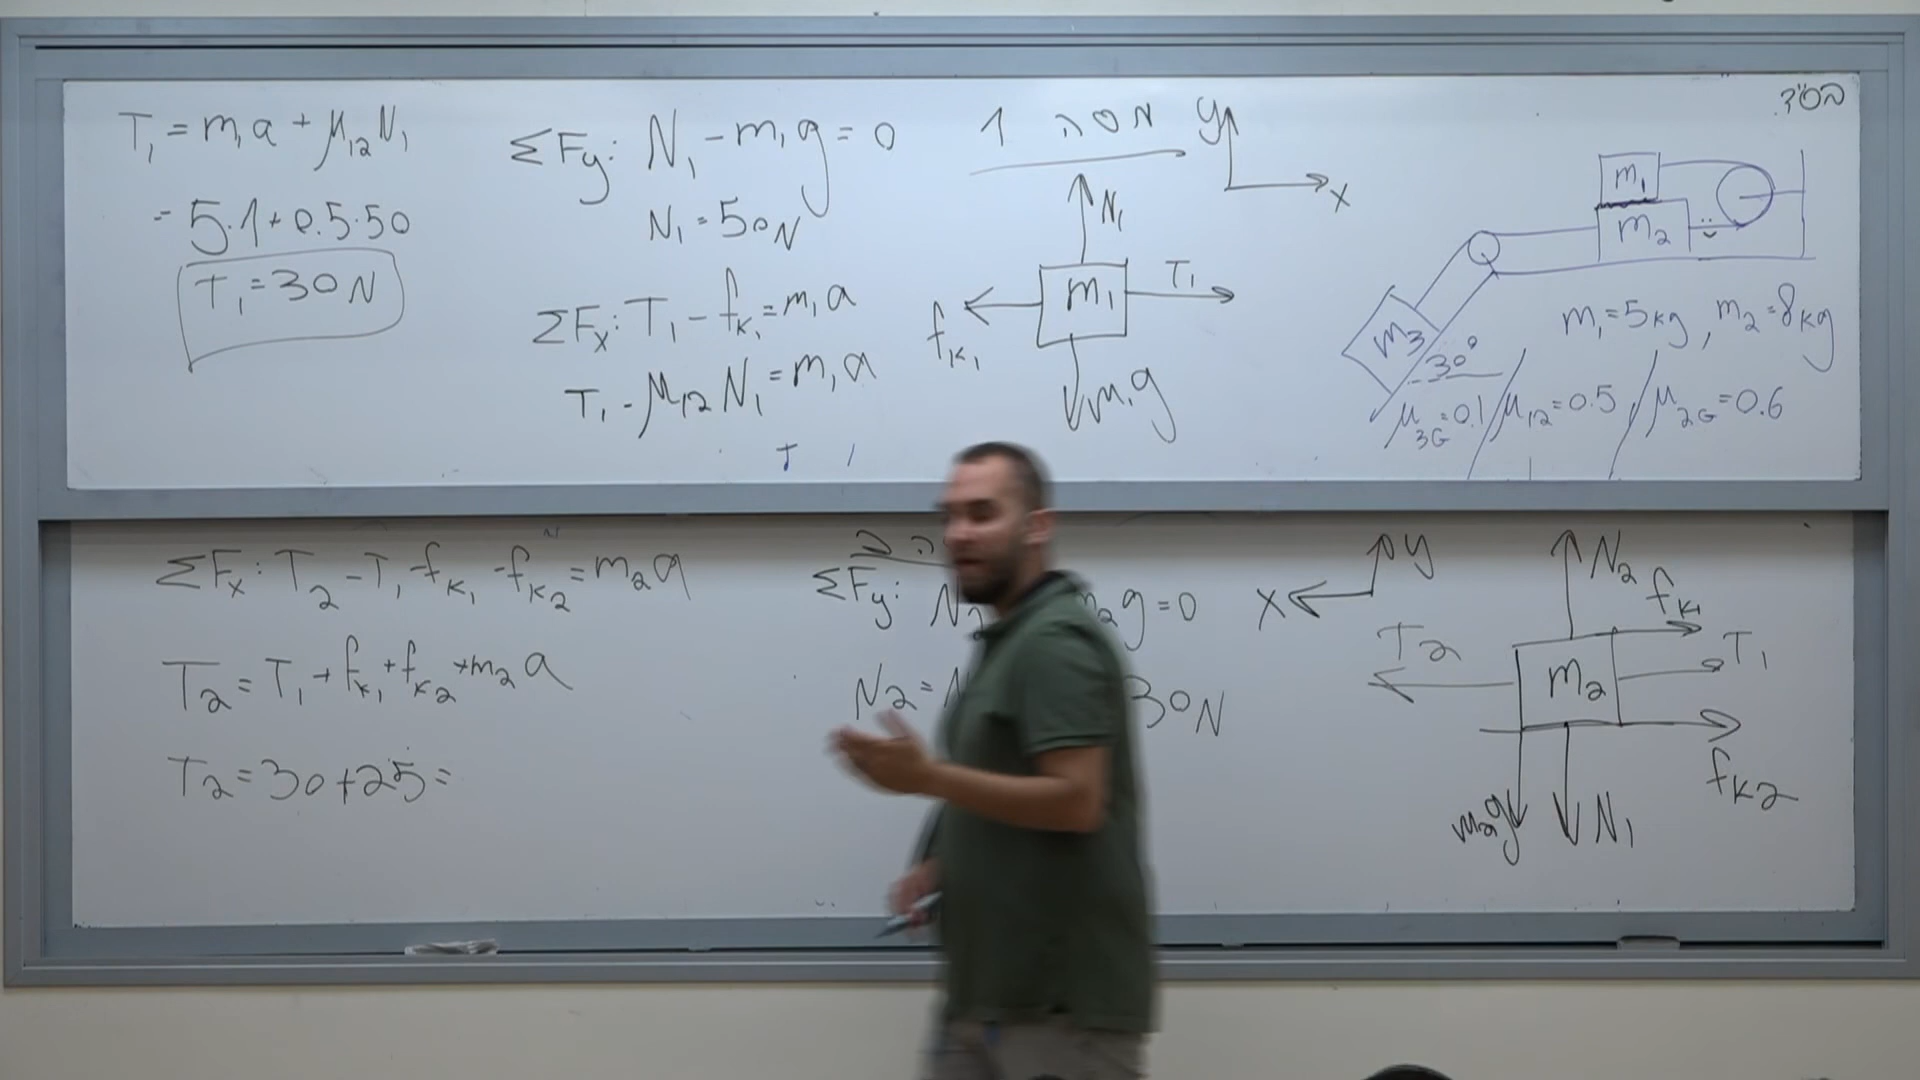 בס"ד
m₁
m₂
m₃
30°
m₁=5kg, m₂=8kg
μ₃G=0.1 / μ₁₂=0.5 / μ₂G=0.6
מסה 1
y
x
N₁
m₁
T₁
fK₁
m₁g
ΣFy: N₁ - m₁g = 0
N₁ = 50N
ΣFx: T₁ - fK₁ = m₁a
T₁ - μ₁₂N₁ = m₁a
T₁ = m₁a + μ₁₂N₁
= 5·1 + 0.5·50
T₁ = 30N
y
x
N₂
fK₁
T₂
m₂
T₁
fK₂
m₂g
N₁
ΣFy: N₂ m₂g = 0
N₂ = 30N
ΣFx: T₂ - T₁ - fK₁ - fK₂ = m₂a
T₂ = T₁ + fK₁ + fK₂ + m₂a
T₂ = 30 + 25 =